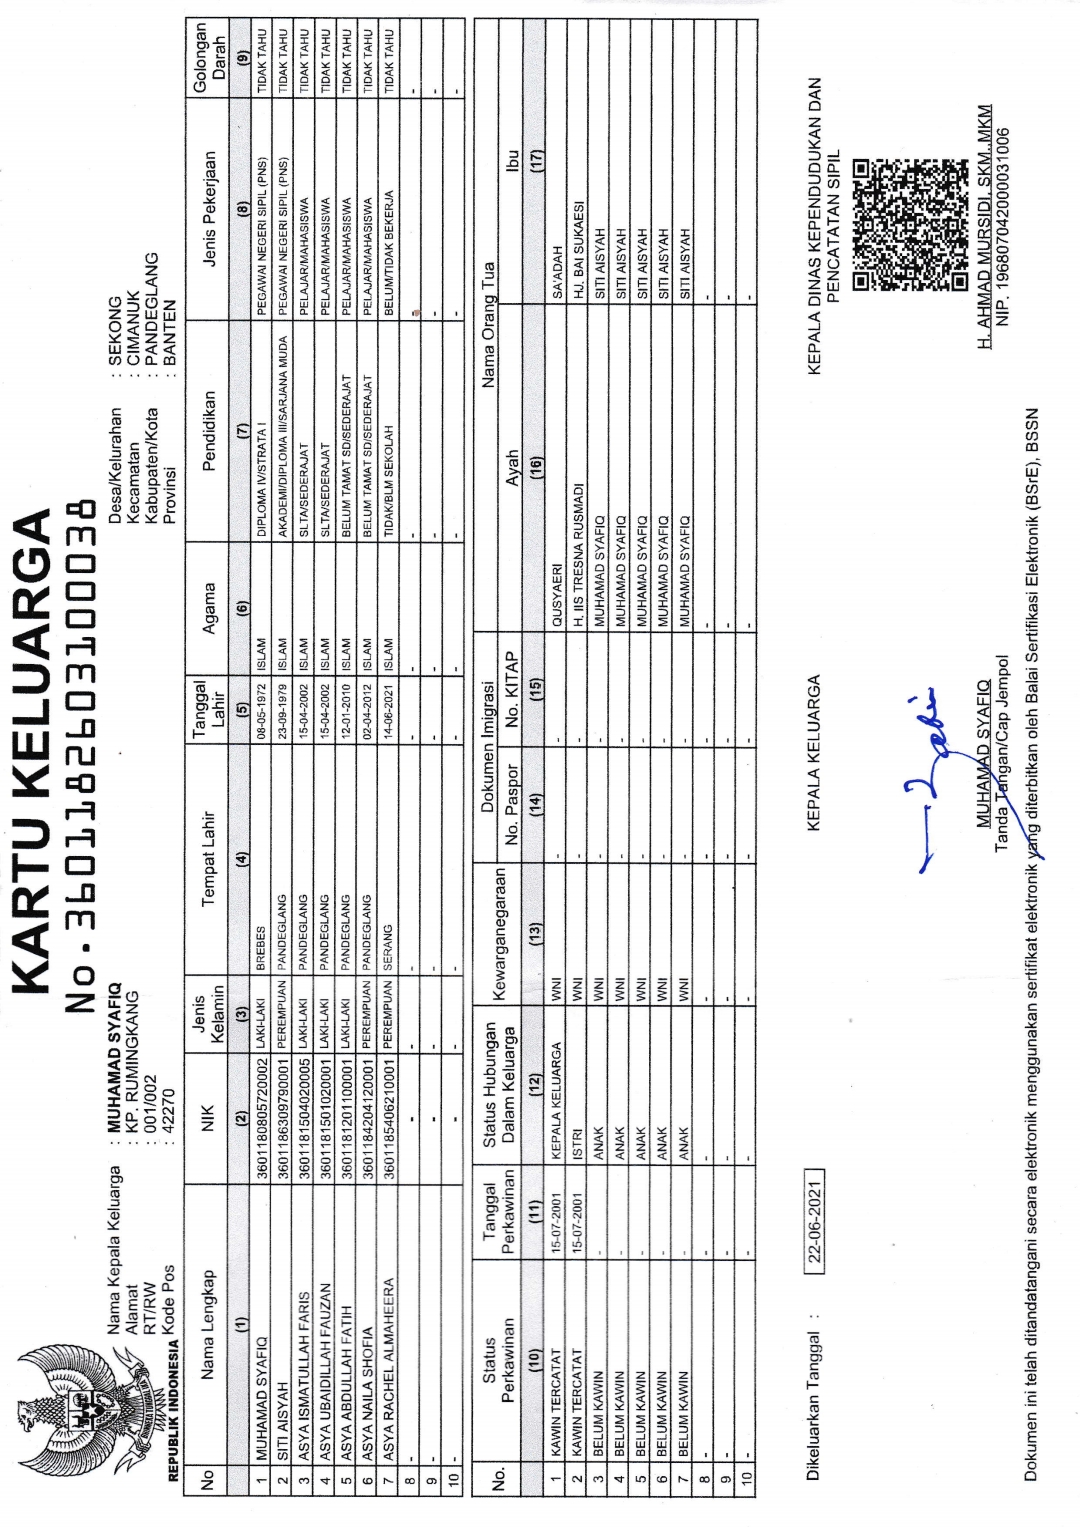 KARTU KELUARGA
No. 3601182603100038
REPUBLIK INDONESIA
Nama Kepala Keluarga : MUHAMAD SYAFIQ
Alamat : KP. RUMINGKANG
RT/RW : 001/002
Kode Pos : 42270
Desa/Kelurahan : SEKONG
Kecamatan : CIMANUK
Kabupaten/Kota : PANDEGLANG
Provinsi : BANTEN
No Nama Lengkap NIK Jenis Kelamin Tempat Lahir Tanggal Lahir Agama Pendidikan Jenis Pekerjaan Golongan Darah
(1) (2) (3) (4) (5) (6) (7) (8) (9)
1 MUHAMAD SYAFIQ 3601180805720002 LAKI-LAKI BREBES 08-05-1972 ISLAM DIPLOMA IV/STRATA I PEGAWAI NEGERI SIPIL (PNS) TIDAK TAHU
2 SITI AISYAH 3601186309790001 PEREMPUAN PANDEGLANG 23-09-1979 ISLAM AKADEMI/DIPLOMA III/SARJANA MUDA PEGAWAI NEGERI SIPIL (PNS) TIDAK TAHU
3 ASYA ISMATULLAH FARIS 3601181504020005 LAKI-LAKI PANDEGLANG 15-04-2002 ISLAM SLTA/SEDERAJAT PELAJAR/MAHASISWA TIDAK TAHU
4 ASYA UBAIDILLAH FAUZAN 3601181501020001 LAKI-LAKI PANDEGLANG 15-04-2002 ISLAM SLTA/SEDERAJAT PELAJAR/MAHASISWA TIDAK TAHU
5 ASYA ABDULLAH FATIH 3601181201100001 LAKI-LAKI PANDEGLANG 12-01-2010 ISLAM BELUM TAMAT SD/SEDERAJAT PELAJAR/MAHASISWA TIDAK TAHU
6 ASYA NAILA SHOFIA 3601184204120001 PEREMPUAN PANDEGLANG 02-04-2012 ISLAM BELUM TAMAT SD/SEDERAJAT PELAJAR/MAHASISWA TIDAK TAHU
7 ASYA RACHEL ALMAHEERA 3601185406210001 PEREMPUAN SERANG 14-06-2021 ISLAM TIDAK/BLM SEKOLAH BELUM/TIDAK BEKERJA TIDAK TAHU
8 - - - - - - - - -
9 - - - - - - - - -
10 - - - - - - - - -
No. Status Perkawinan Tanggal Perkawinan Status Hubungan Dalam Keluarga Kewarganegaraan Dokumen Imigrasi Nama Orang Tua
No. Paspor No. KITAP Ayah Ibu
(10) (11) (12) (13) (14) (15) (16) (17)
1 KAWIN TERCATAT 15-07-2001 KEPALA KELUARGA WNI - - QUSYAERI SA'ADAH
2 KAWIN TERCATAT 15-07-2001 ISTRI WNI - - H. IIS TRESNA RUSMADI HJ. BAI SUKAESI
3 BELUM KAWIN - ANAK WNI - - MUHAMAD SYAFIQ SITI AISYAH
4 BELUM KAWIN - ANAK WNI - - MUHAMAD SYAFIQ SITI AISYAH
5 BELUM KAWIN - ANAK WNI - - MUHAMAD SYAFIQ SITI AISYAH
6 BELUM KAWIN - ANAK WNI - - MUHAMAD SYAFIQ SITI AISYAH
7 BELUM KAWIN - ANAK WNI - - MUHAMAD SYAFIQ SITI AISYAH
8 - - - - - - - -
9 - - - - - - - -
10 - - - - - - - -
Dikeluarkan Tanggal : 22-06-2021
KEPALA KELUARGA
MUHAMAD SYAFIQ
Tanda Tangan/Cap Jempol
KEPALA DINAS KEPENDUDUKAN DAN
PENCATATAN SIPIL
H. AHMAD MURSIDI, SKM.,MKM
NIP. 196807042000031006
Dokumen ini telah ditandatangani secara elektronik menggunakan sertifikat elektronik yang diterbitkan oleh Balai Sertifikasi Elektronik (BSrE), BSSN